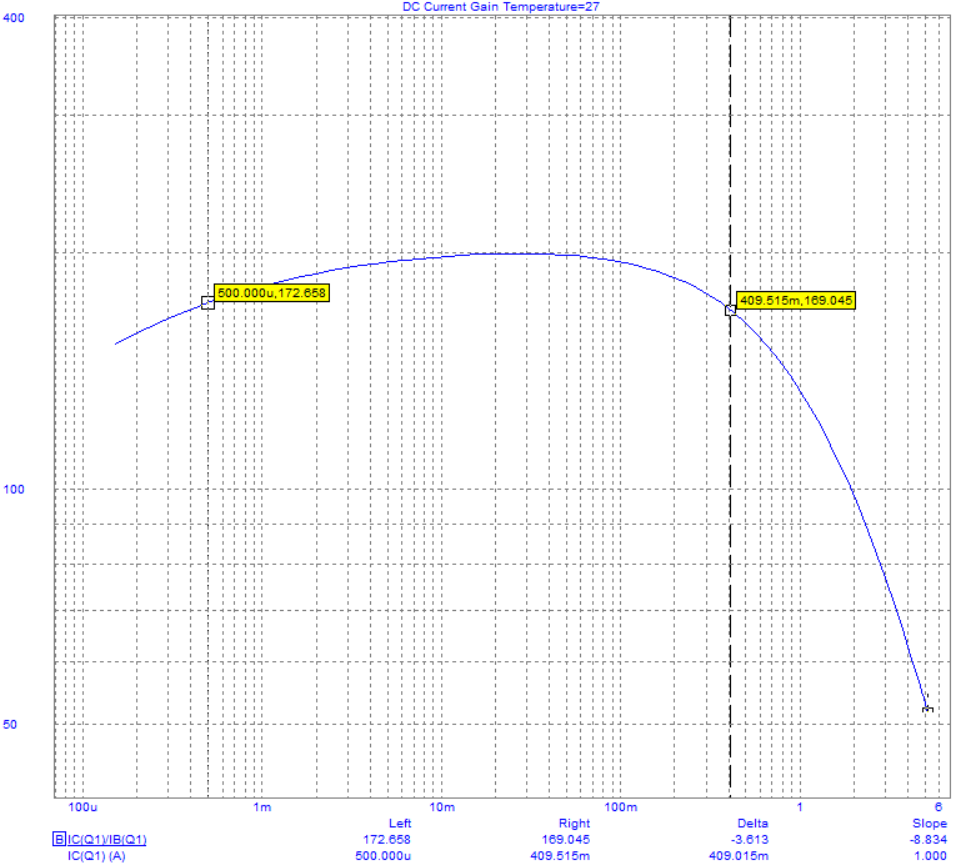 DC Current Gain Temperature=27
400
500.000u,172.658
409.515m,169.045
100
50
100u 1m 10m 100m 1 6
Left Right Delta Slope
B IC(Q1)/IB(Q1) 172.658 169.045 -3.613 -8.834
IC(Q1) (A) 500.000u 409.515m 409.015m 1.000